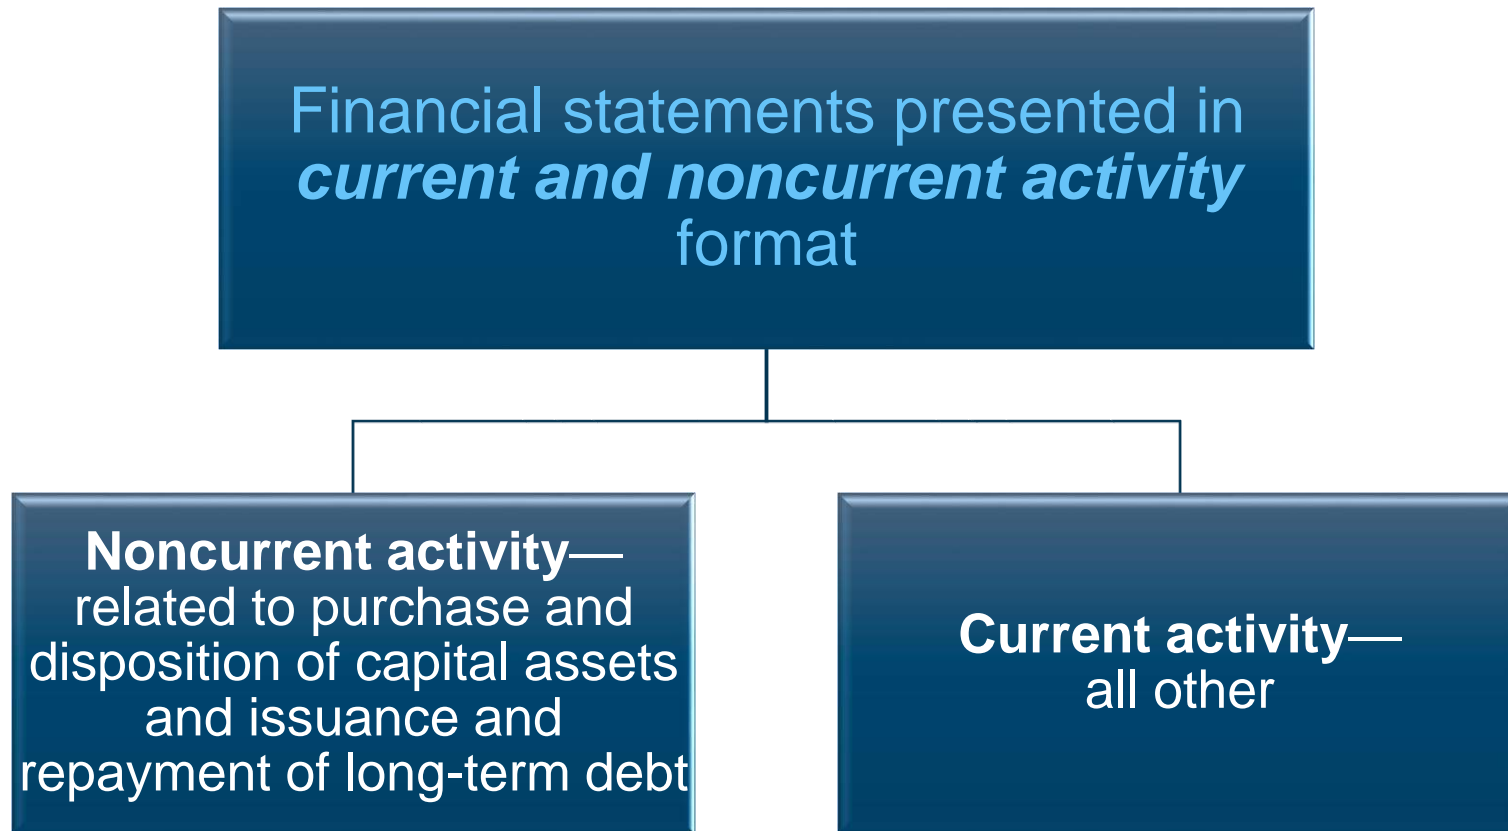 Financial statements presented in
current and noncurrent activity
format
Noncurrent activity—
related to purchase and
disposition of capital assets
and issuance and
repayment of long-term debt
Current activity—
all other